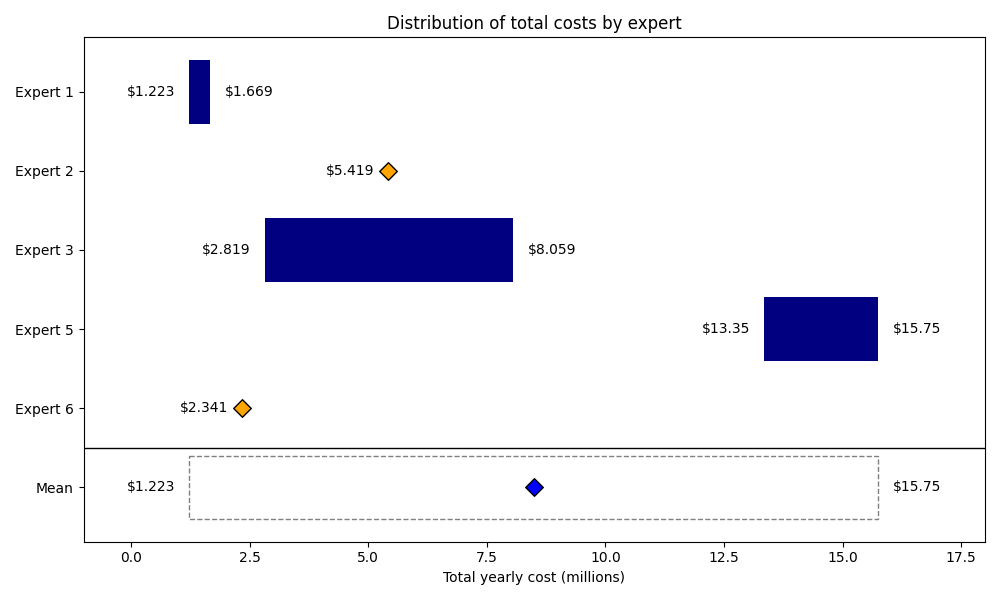 Distribution of total costs by expert
Expert 1 $1.223 $1.669
Expert 2 $5.419
Expert 3 $2.819 $8.059
Expert 5 $13.35 $15.75
Expert 6 $2.341
Mean $1.223 $15.75
0.0 2.5 5.0 7.5 10.0 12.5 15.0 17.5
Total yearly cost (millions)